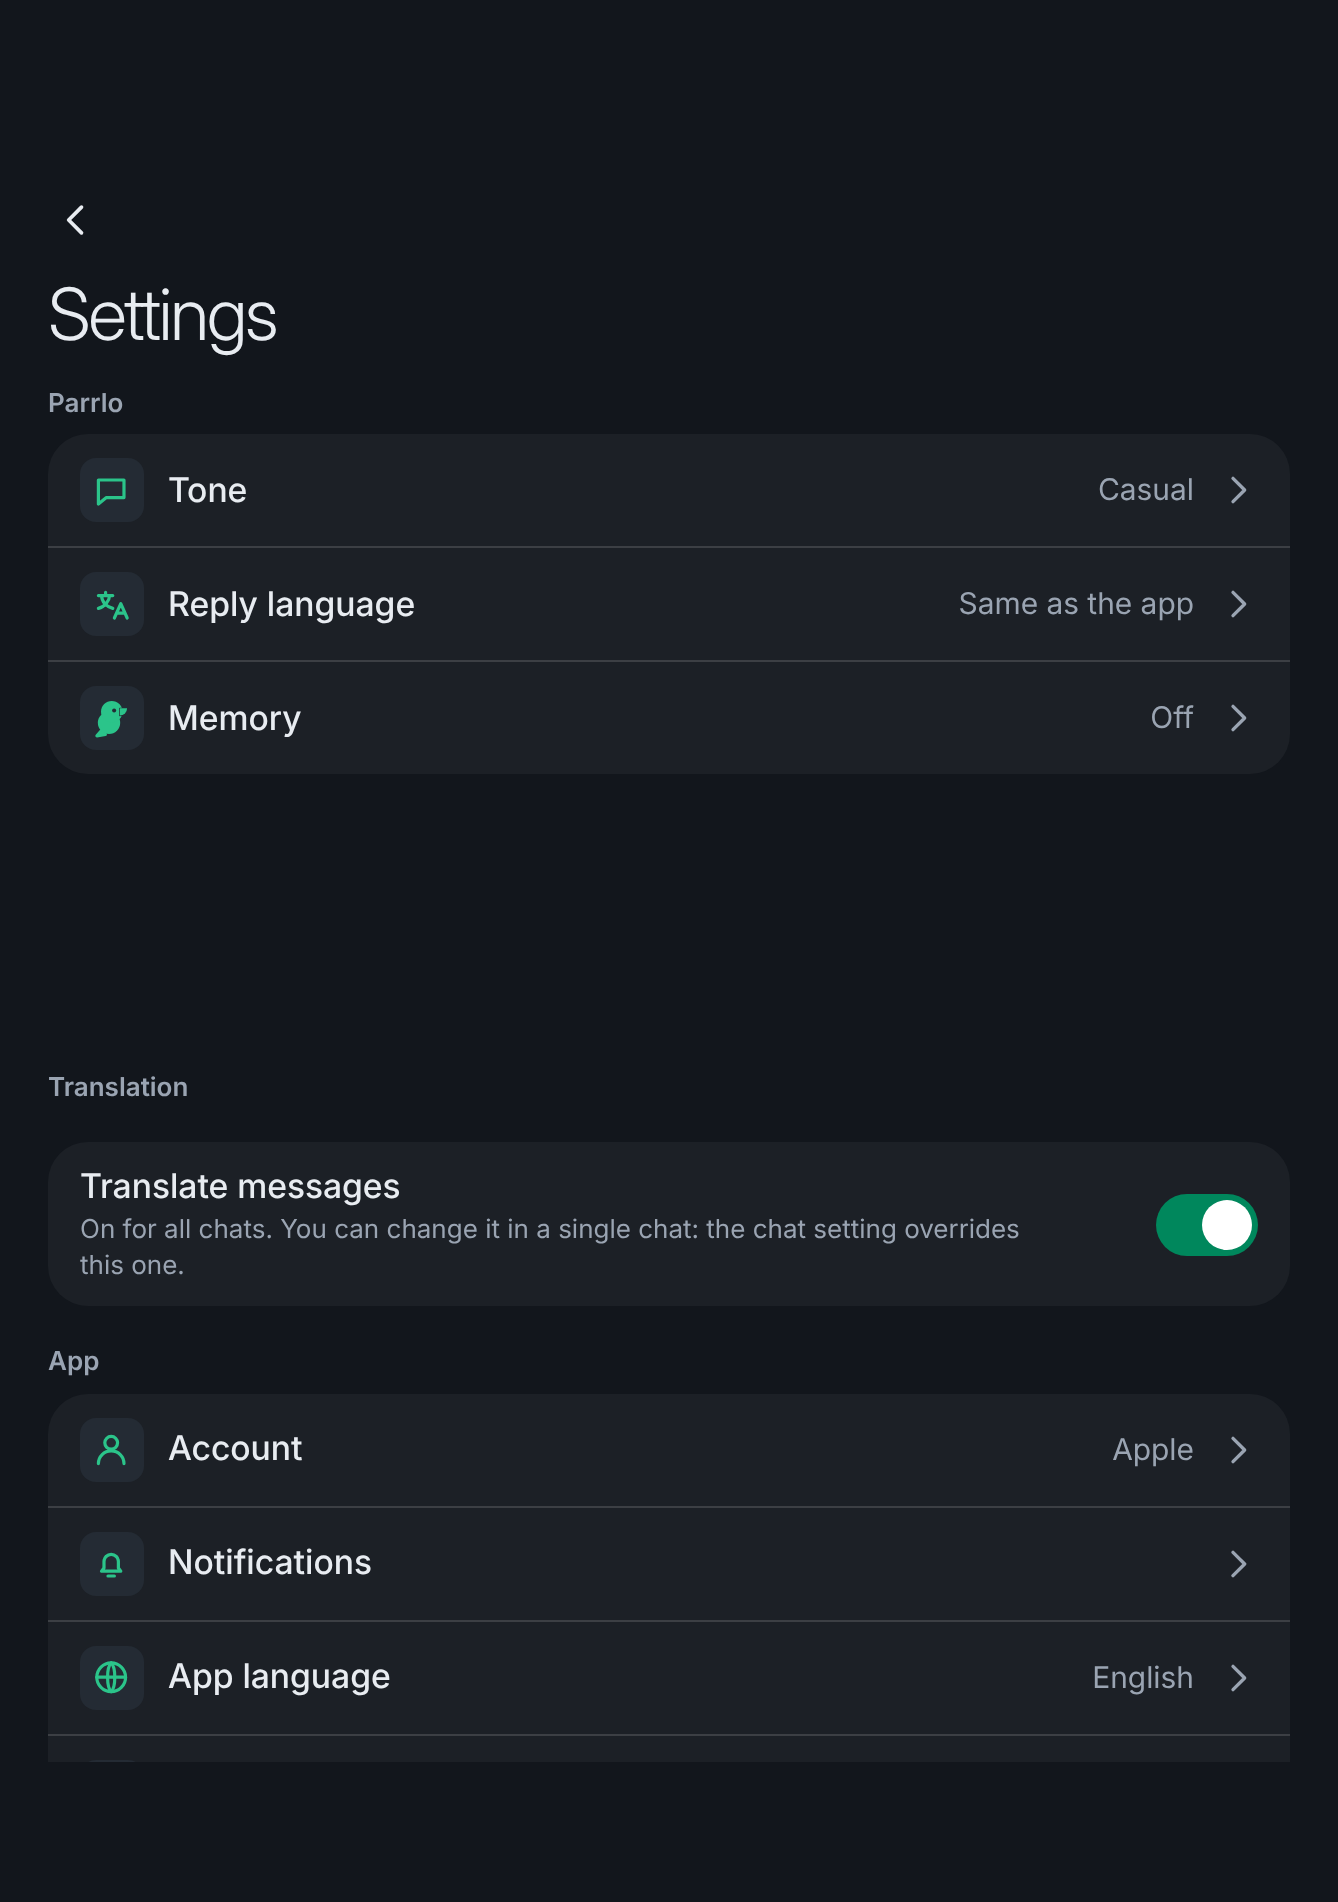 Settings
Parrlo
Tone Casual
Reply language Same as the app
Memory Off
Translation
Translate messages
On for all chats. You can change it in a single chat: the chat setting overrides
this one.
App
Account Apple
Notifications
App language English